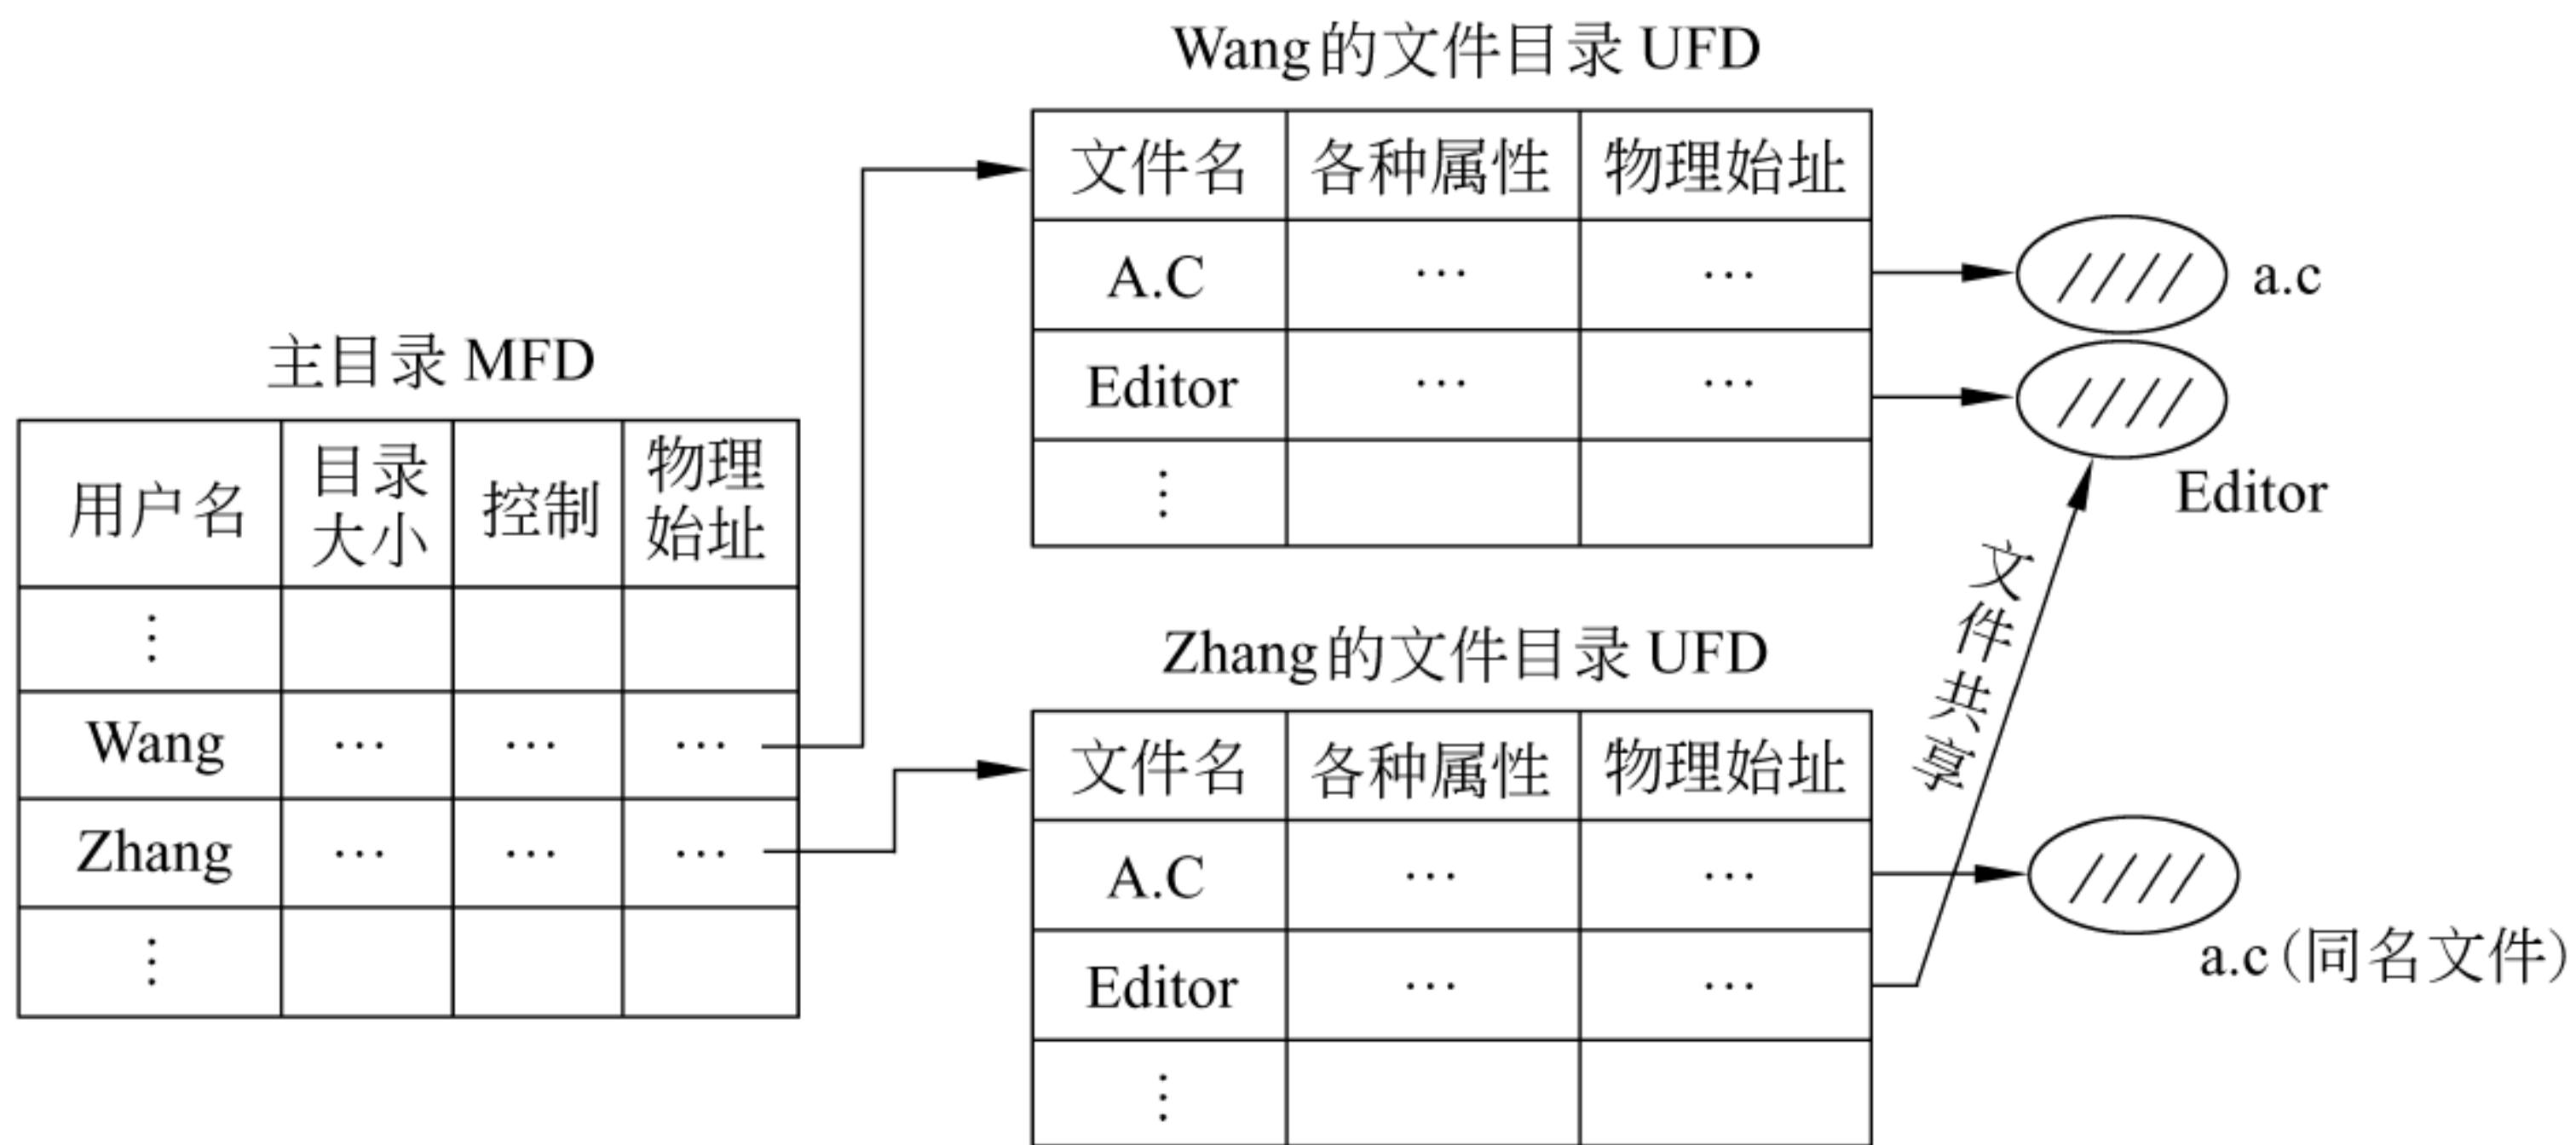 主目录 MFD
用户名 目录大小 控制 物理始址
⋮
Wang … … …
Zhang … … …
⋮
Wang的文件目录 UFD
文件名 各种属性 物理始址
A.C … …
Editor … …
⋮
a.c
Editor
Zhang的文件目录 UFD
文件名 各种属性 物理始址
A.C … …
Editor … …
⋮
文件共享
a.c(同名文件)